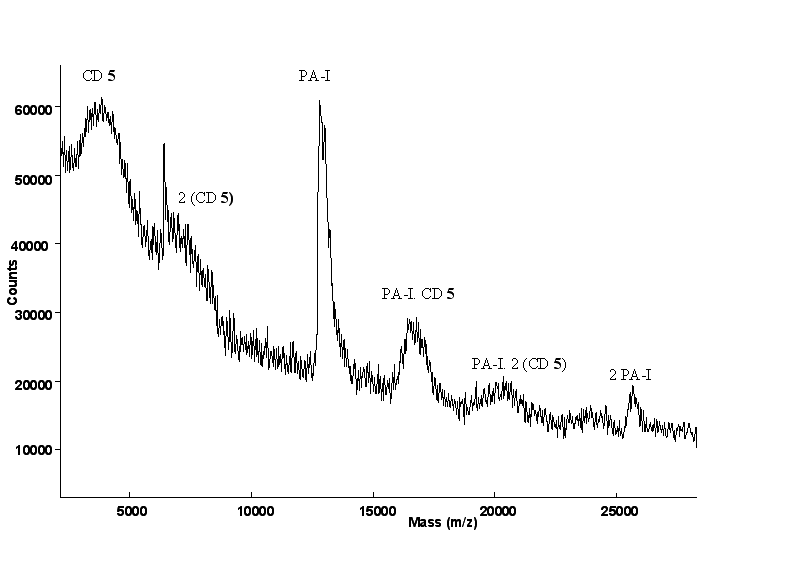 CD 5
PA-I
60000
50000
2 (CD 5)
40000
Counts
PA-I. CD 5
30000
PA-I. 2 (CD 5)
2 PA-I
20000
10000
5000 10000 15000 20000 25000
Mass (m/z)